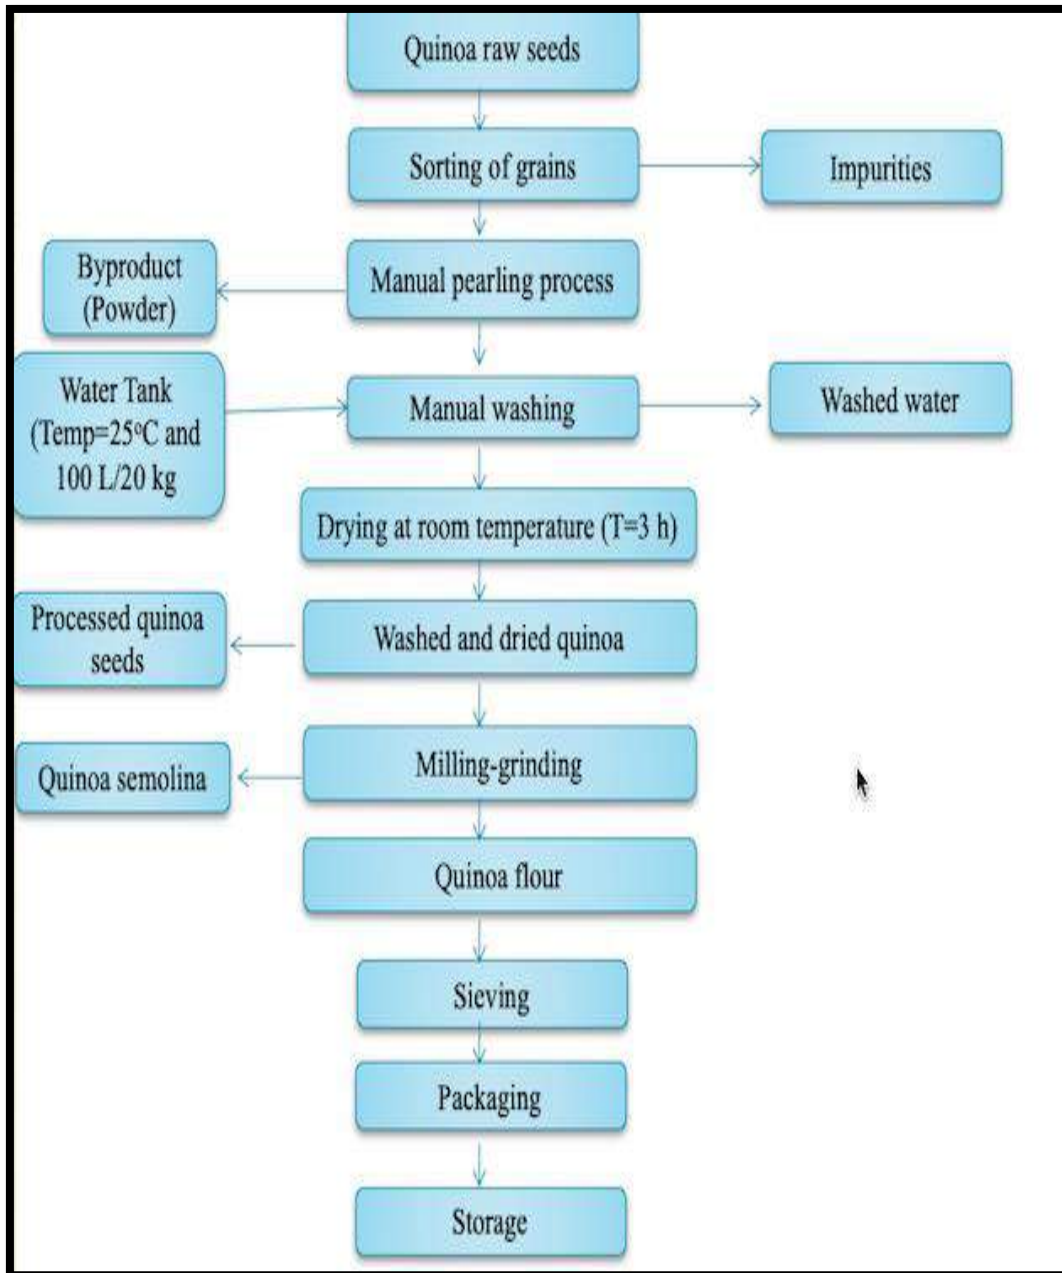 Quinoa raw seeds
Sorting of grains
Impurities
Byproduct
(Powder)
Manual pearling process
Water Tank
(Temp=25°C and
100 L/20 kg
Manual washing
Washed water
Drying at room temperature (T=3 h)
Processed quinoa
seeds
Washed and dried quinoa
Quinoa semolina
Milling-grinding
Quinoa flour
Sieving
Packaging
Storage